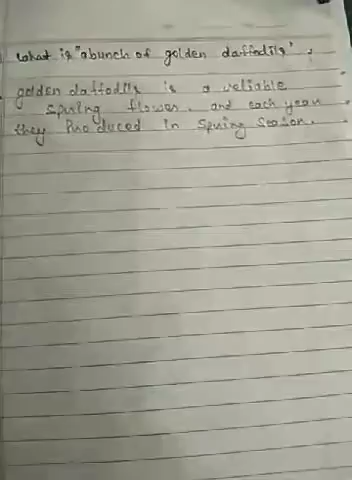 What is "abunch of golden daffodils",
golden daffodils is a reliable
spring flower. and each year
they Produced in Spring Season.